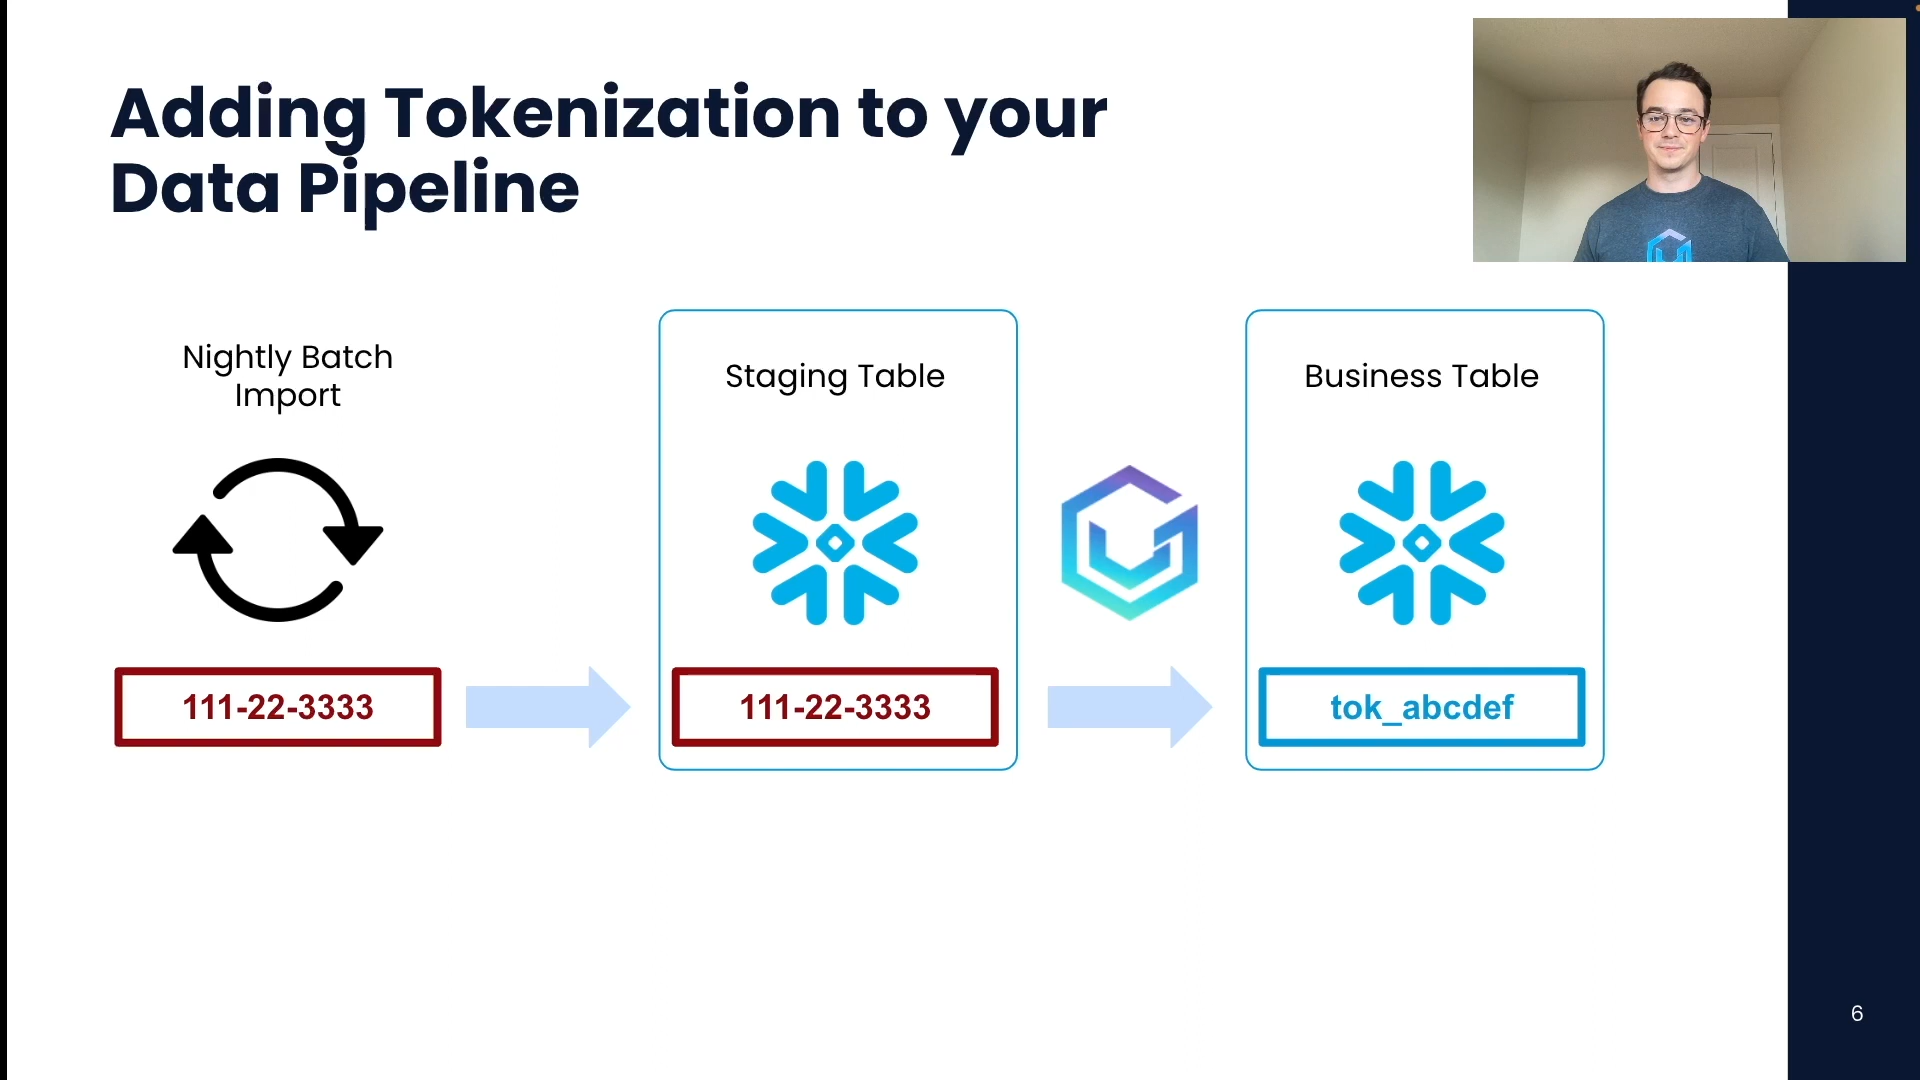 Adding Tokenization to your
Data Pipeline
Nightly Batch
Import
Staging Table
Business Table
111-22-3333
111-22-3333
tok_abcdef
6